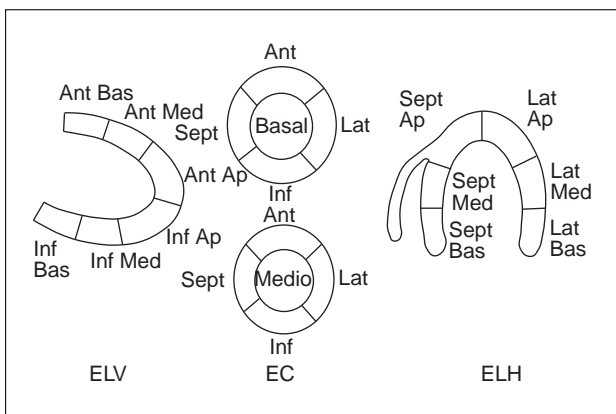 Ant Bas
Ant Med
Sept
Ant Ap
Inf Ap
Inf Med
Inf
Bas
ELV
Ant
Basal
Lat
Inf
Ant
Sept
Medio
Lat
Inf
EC
Sept
Ap
Lat
Ap
Sept
Med
Lat
Med
Sept
Bas
Lat
Bas
ELH